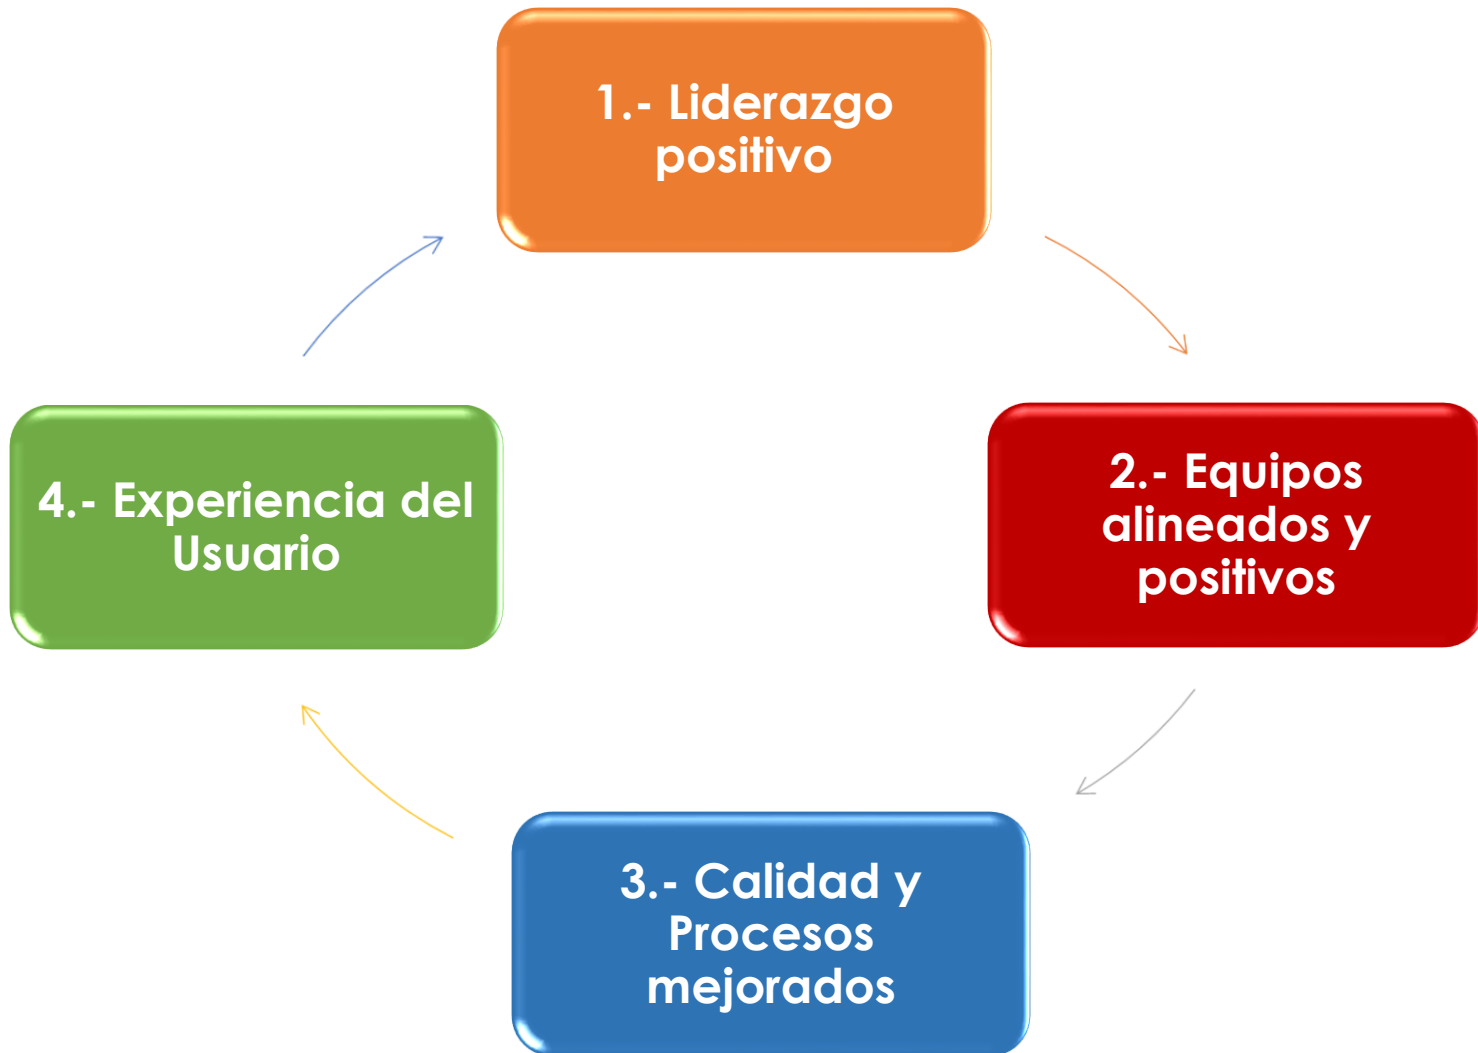 1.- Liderazgo
positivo
2.- Equipos
alineados y
positivos
3.- Calidad y
Procesos
mejorados
4.- Experiencia del
Usuario